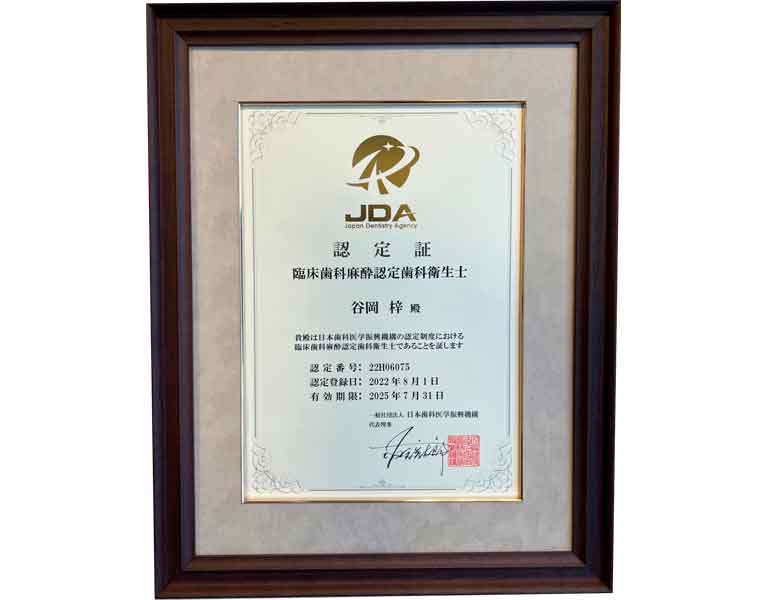 JDA
Japan Dentistry Agency
認定証
臨床歯科麻酔認定歯科衛生士
谷岡 梓 殿
貴殿は日本歯科医学振興機構の認定制度における
臨床歯科麻酔認定歯科衛生士であることを証します
認定番号：22H06075
認定登録日：2022年8月1日
有効期限：2025年7月31日
一般社団法人 日本歯科医学振興機構
代表理事